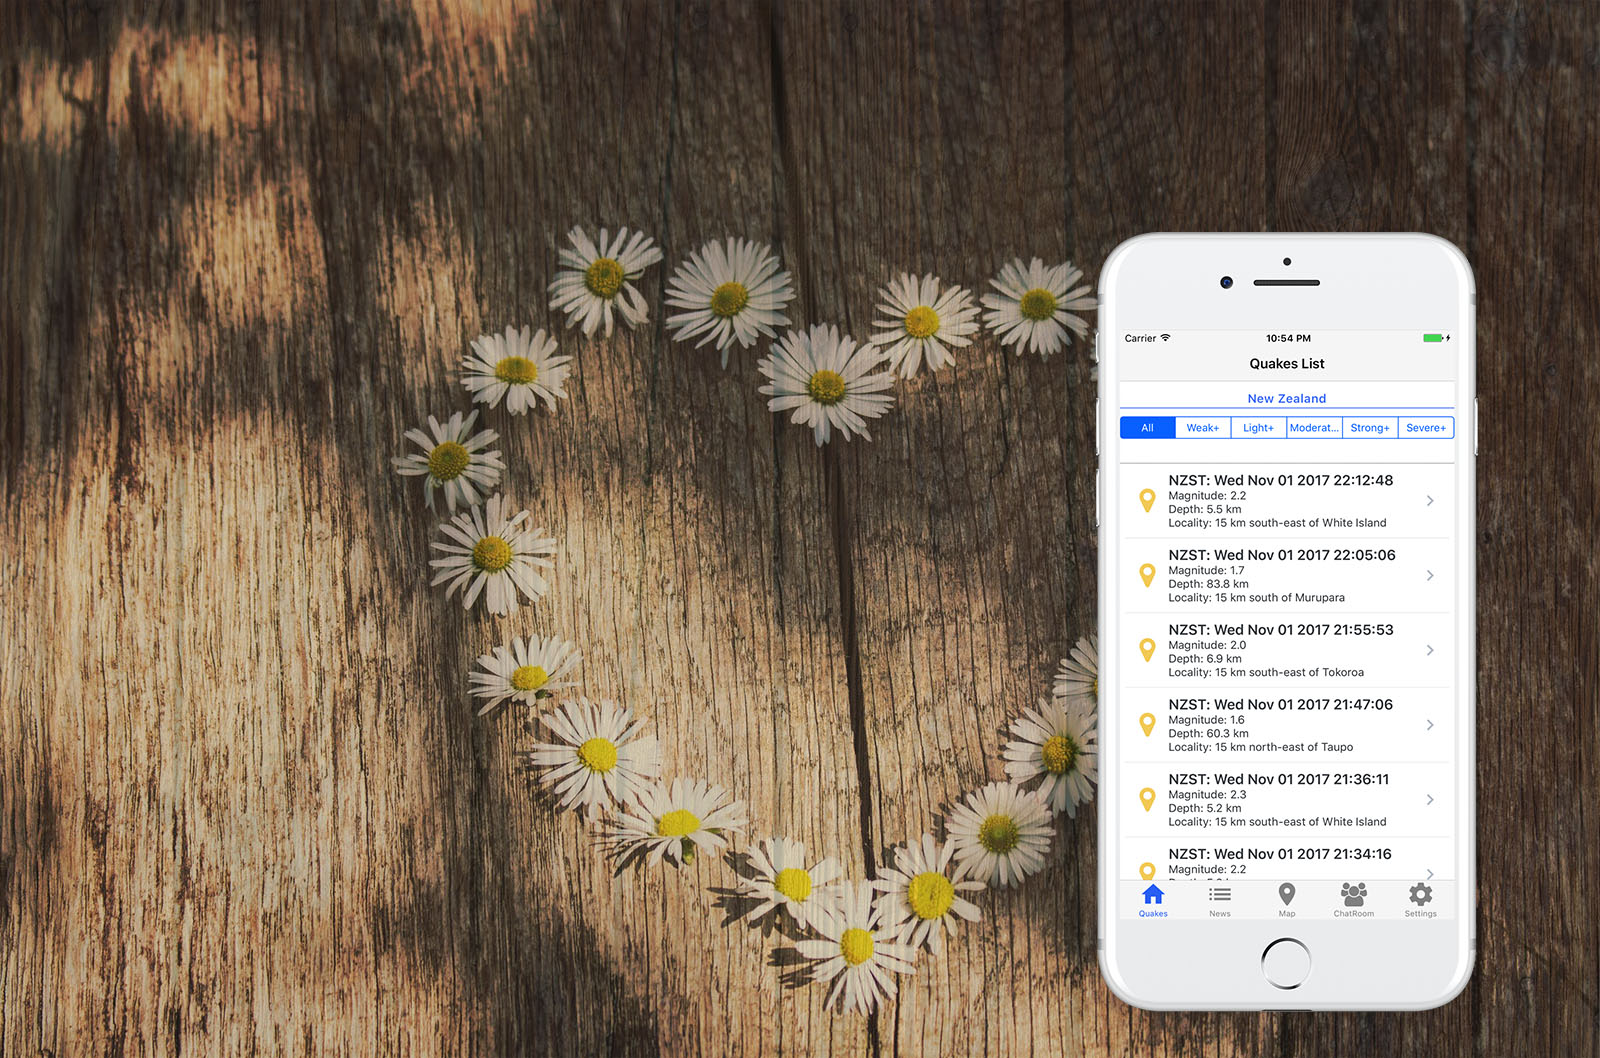 Carrier
10:54 PM
Quakes List
New Zealand
All Weak+ Light+ Moderat... Strong+ Severe+
NZST: Wed Nov 01 2017 22:12:48
Magnitude: 2.2
Depth: 5.5 km
Locality: 15 km south-east of White Island
NZST: Wed Nov 01 2017 22:05:06
Magnitude: 1.7
Depth: 83.8 km
Locality: 15 km south of Murupara
NZST: Wed Nov 01 2017 21:55:53
Magnitude: 2.0
Depth: 6.9 km
Locality: 15 km south-east of Tokoroa
NZST: Wed Nov 01 2017 21:47:06
Magnitude: 1.6
Depth: 60.3 km
Locality: 15 km north-east of Taupo
NZST: Wed Nov 01 2017 21:36:11
Magnitude: 2.3
Depth: 5.2 km
Locality: 15 km south-east of White Island
NZST: Wed Nov 01 2017 21:34:16
Magnitude: 2.2
Quakes News Map ChatRoom Settings